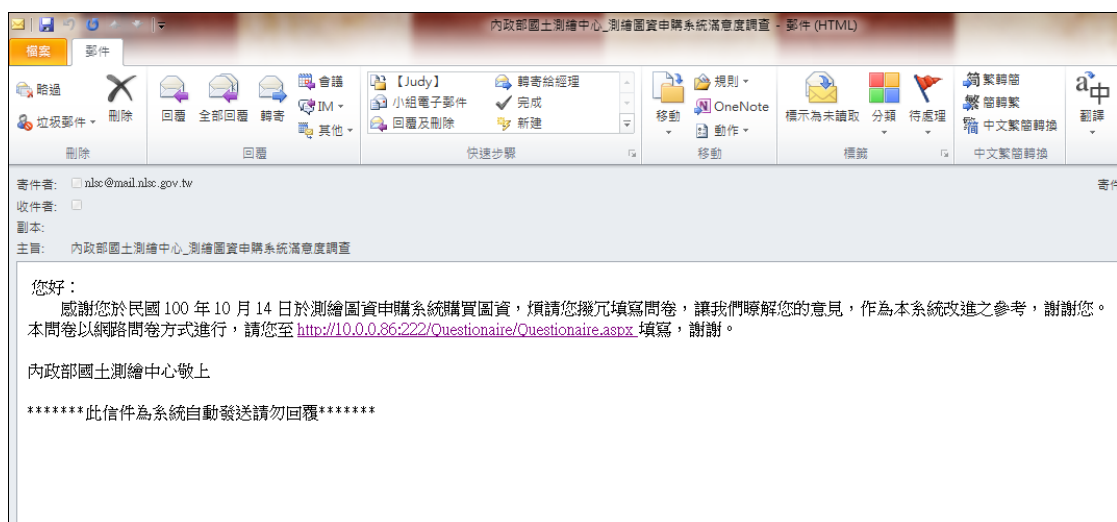 內政部國土測繪中心_測繪圖資申購系統滿意度調查 - 郵件 (HTML)
檔案 郵件
略過
垃圾郵件
刪除
回覆 全部回覆 轉寄
會議
IM
其他
【Judy】 轉寄給經理
小組電子郵件 完成
回覆及刪除 新建
移動
規則
OneNote
動作
標示為未讀取 分類 待處理
繁轉簡
簡轉繁
中文繁簡轉換
翻譯
刪除 回覆 快速步驟 移動 標籤 中文繁簡轉換
寄件者: nlsc@mail.nlsc.gov.tw 寄件
收件者:
副本:
主旨: 內政部國土測繪中心_測繪圖資申購系統滿意度調查
您好：
感謝您於民國 100 年 10 月 14 日於測繪圖資申購系統購買圖資，煩請您撥冗填寫問卷，讓我們瞭解您的意見，作為本系統改進之參考，謝謝您。
本問卷以網路問卷方式進行，請您至 http://10.0.0.86:222/Questionaire/Questionaire.aspx 填寫，謝謝。
內政部國土測繪中心敬上
*******此信件為系統自動發送請勿回覆*******